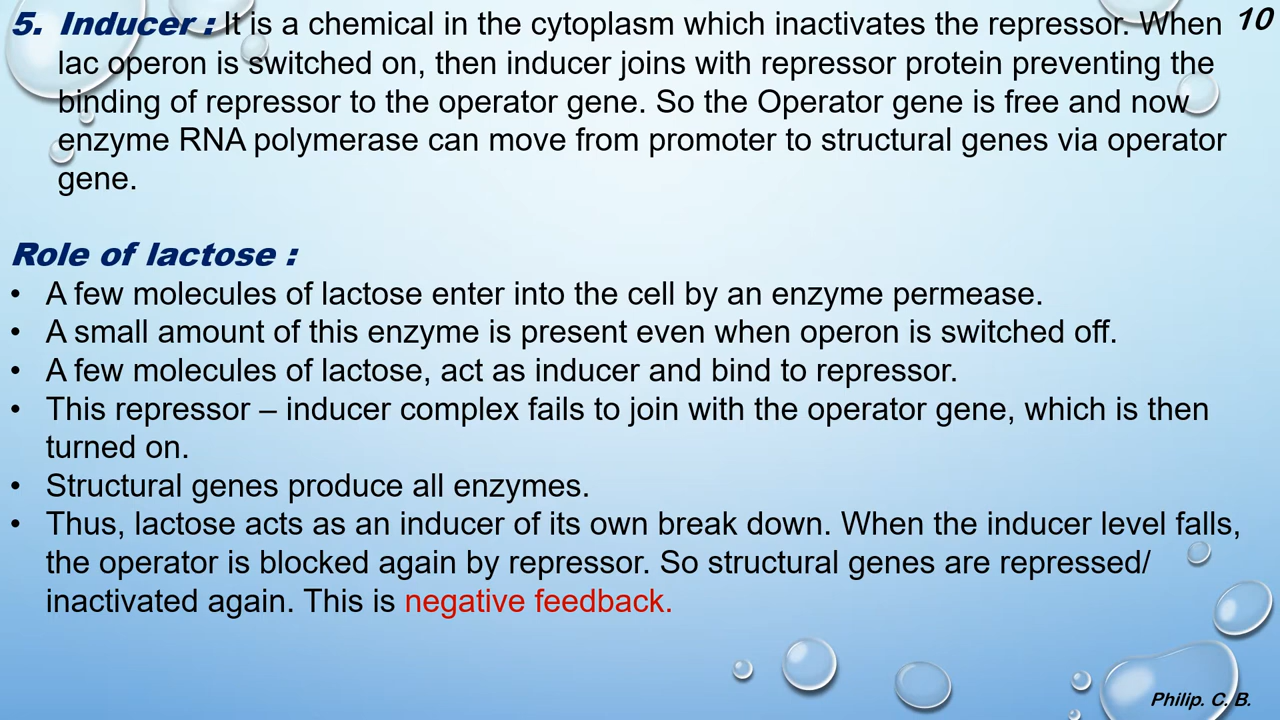 5. Inducer : It is a chemical in the cytoplasm which inactivates the repressor. When 10
lac operon is switched on, then inducer joins with repressor protein preventing the
binding of repressor to the operator gene. So the Operator gene is free and now
enzyme RNA polymerase can move from promoter to structural genes via operator
gene.
Role of lactose :
• A few molecules of lactose enter into the cell by an enzyme permease.
• A small amount of this enzyme is present even when operon is switched off.
• A few molecules of lactose, act as inducer and bind to repressor.
• This repressor – inducer complex fails to join with the operator gene, which is then
turned on.
• Structural genes produce all enzymes.
• Thus, lactose acts as an inducer of its own break down. When the inducer level falls,
the operator is blocked again by repressor. So structural genes are repressed/
inactivated again. This is negative feedback.
Philip. C. B.